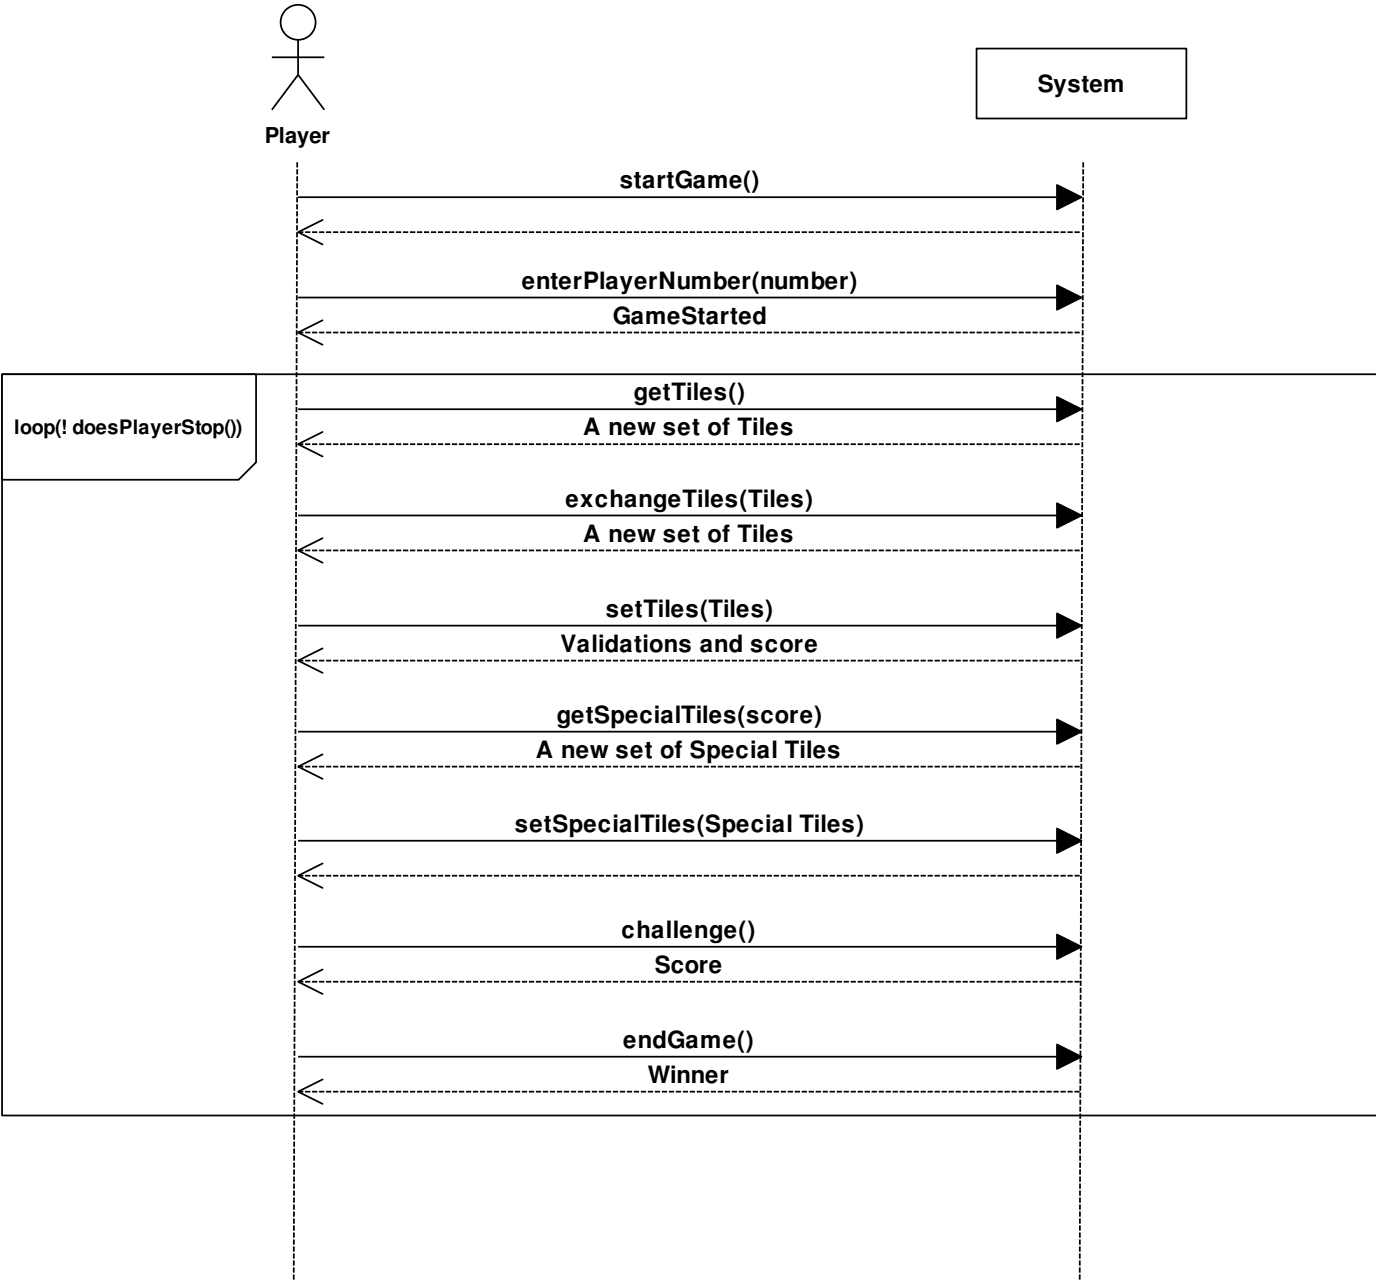 System
Player
startGame()
enterPlayerNumber(number)
GameStarted
getTiles()
loop(! doesPlayerStop())
A new set of Tiles
exchangeTiles(Tiles)
A new set of Tiles
setTiles(Tiles)
Validations and score
getSpecialTiles(score)
A new set of Special Tiles
setSpecialTiles(Special Tiles)
challenge()
Score
endGame()
Winner